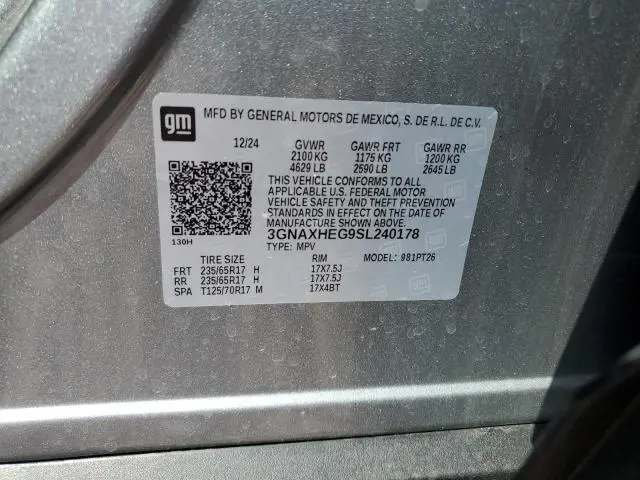 gm
MFD BY GENERAL MOTORS DE MEXICO, S. DE R.L. DE C.V.
12/24 GVWR GAWR FRT GAWR RR
2100 KG 1175 KG 1200 KG
4629 LB 2590 LB 2645 LB
THIS VEHICLE CONFORMS TO ALL
APPLICABLE U.S. FEDERAL MOTOR
VEHICLE SAFETY AND THEFT PREVENTION
STANDARDS IN EFFECT ON THE DATE OF
MANUFACTURE SHOWN ABOVE.
3GNAXHEG9SL240178
130H
TYPE: MPV
TIRE SIZE RIM MODEL: 981PT26
FRT 235/65R17 H 17X7.5J
RR 235/65R17 H 17X7.5J
SPA T125/70R17 M 17X4BT